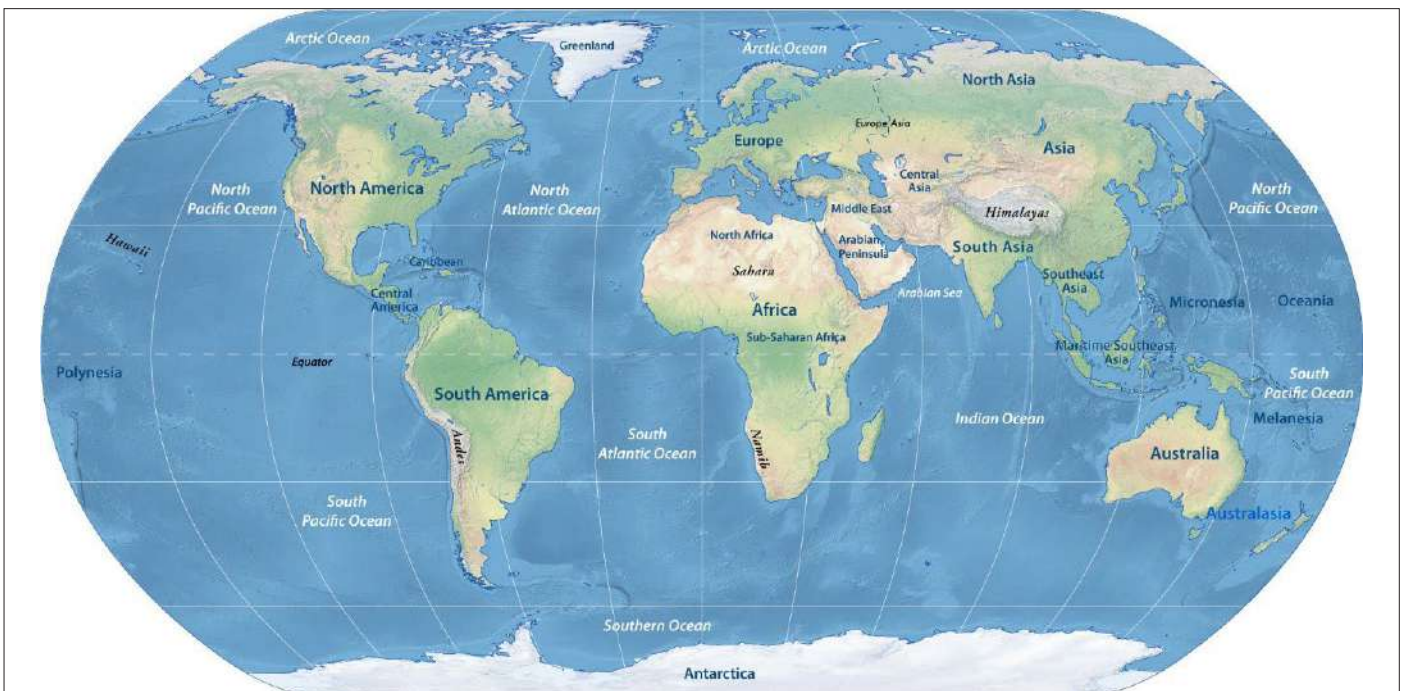 Arctic Ocean
Greenland
Arctic Ocean
North Asia
Europe Asia
Europe
Asia
North America
North
Pacific Ocean
North
Atlantic Ocean
Central
Asia
Himalayas
North
Pacific Ocean
Middle East
Hawaii
North Africa
Arabian
Peninsula
South Asia
Caribbean
Sahara
Southeast
Asia
Central
America
Arabian Sea
Micronesia
Oceania
Africa
Sub-Saharan Africa
Maritime Southeast
Asia
Equator
Polynesia
South America
South
Pacific Ocean
Indian Ocean
Melanesia
South
Atlantic Ocean
Andes
Namib
Australia
South
Pacific Ocean
Australasia
Southern Ocean
Antarctica